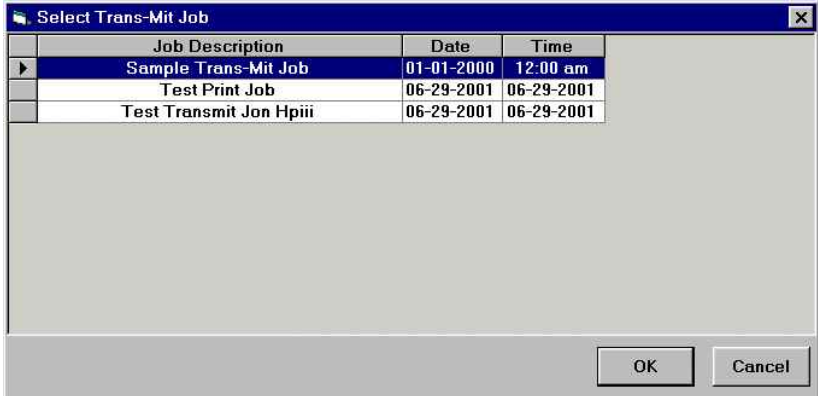 Select Trans-Mit Job
Job Description Date Time
Sample Trans-Mit Job 01-01-2000 12:00 am
Test Print Job 06-29-2001 06-29-2001
Test Transmit Jon Hpiii 06-29-2001 06-29-2001
OK Cancel